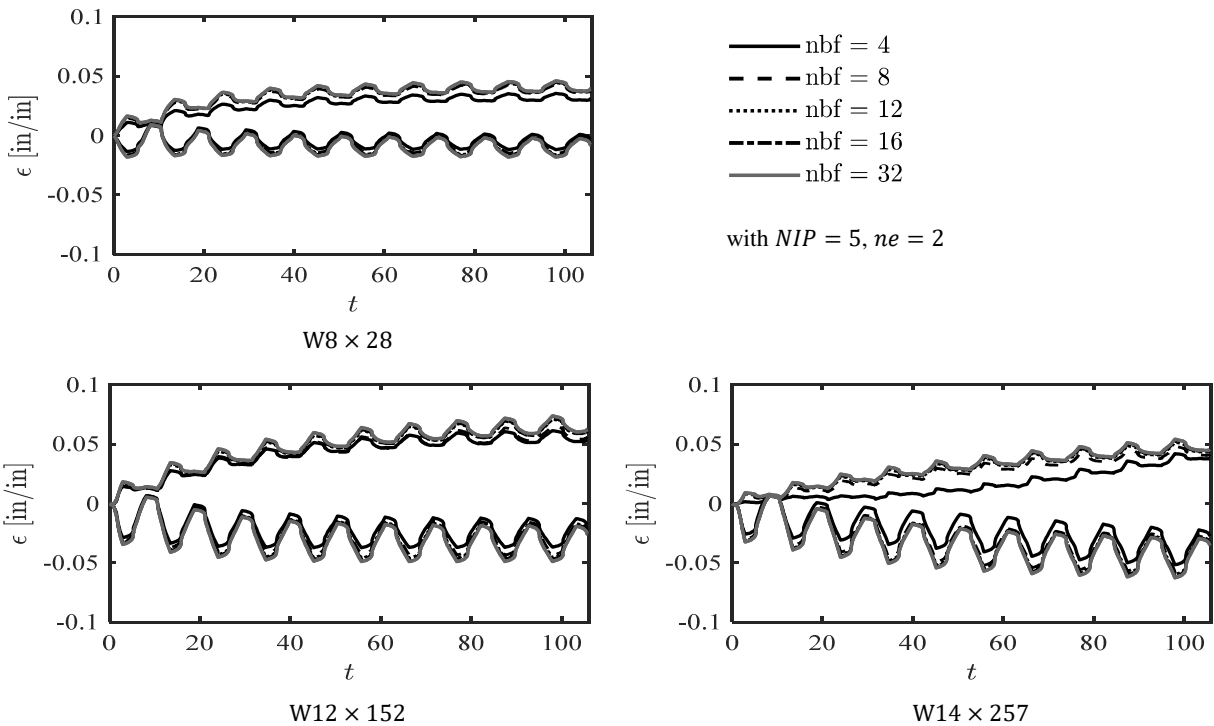 0.1
0.05
0
-0.05
-0.1
ϵ [in/in]
0 20 40 60 80 100
t
W8 × 28
nbf = 4
nbf = 8
nbf = 12
nbf = 16
nbf = 32
with NIP = 5, ne = 2
0.1
0.05
0
-0.05
-0.1
ϵ [in/in]
0 20 40 60 80 100
t
W12 × 152
0.1
0.05
0
-0.05
-0.1
ϵ [in/in]
0 20 40 60 80 100
t
W14 × 257